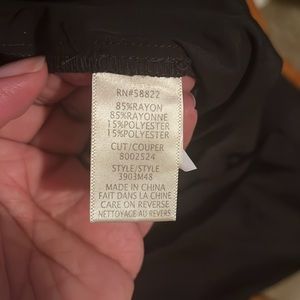 RN#58822
85%RAYON
85%RAYONNE
15%POLYESTER
15%POLYESTER
CUT/COUPER
8002524
STYLE/STYLE
3903M48
MADE IN CHINA
FAIT DANS LA CHINE
CARE ON REVERSE
NETTOYAGE AU REVERS